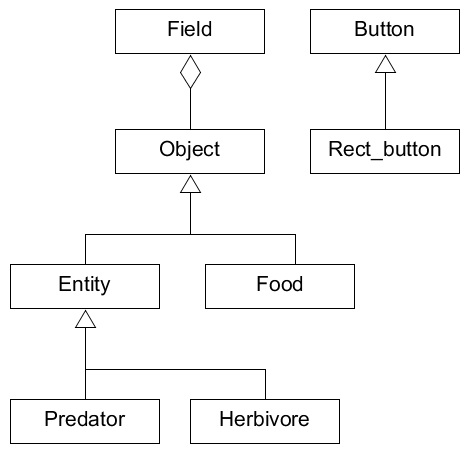 Field
Button
Object
Rect_button
Entity
Food
Predator
Herbivore